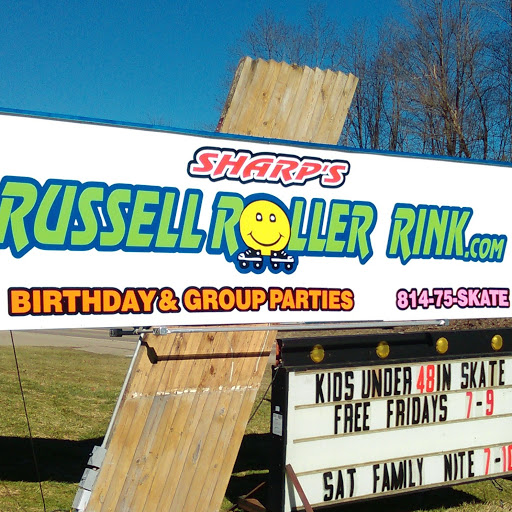 SHARP'S
RUSSELL ROLLER RINK.COM
BIRTHDAY & GROUP PARTIES 814-75-SKATE
KIDS UNDER 48IN SKATE
FREE FRIDAYS 7-9
SAT FAMILY NITE 7-10